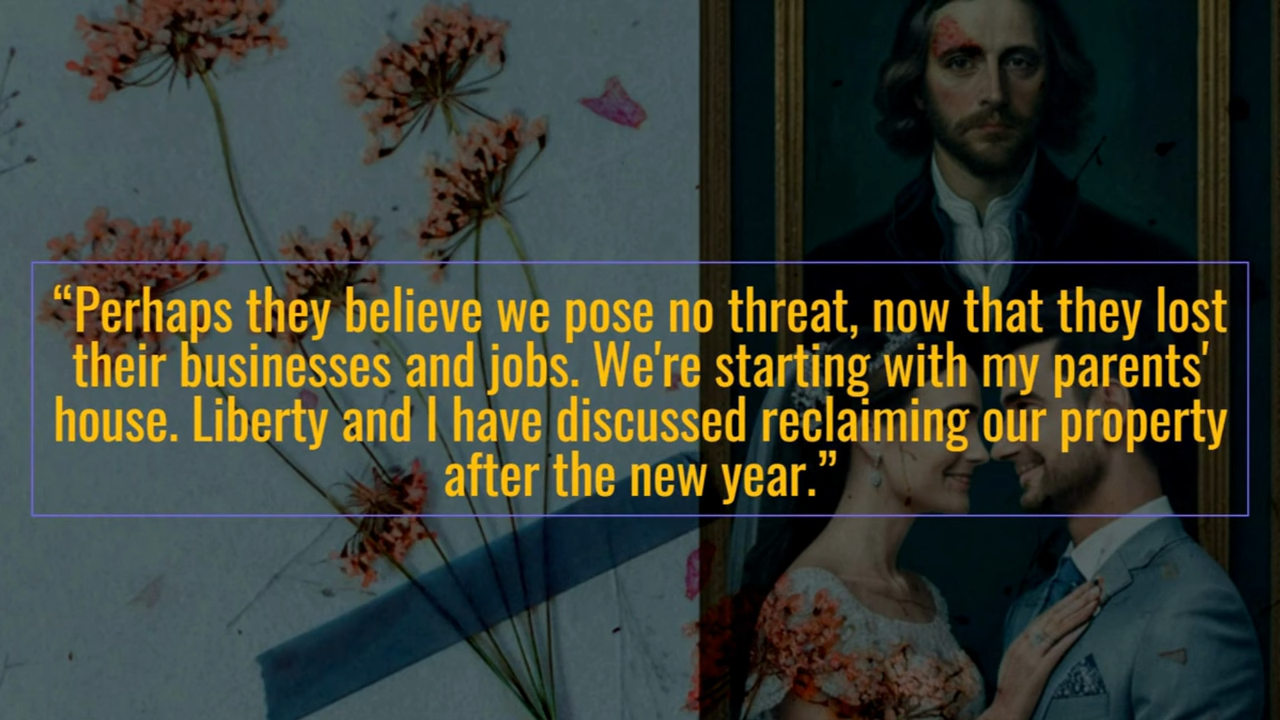 “Perhaps they believe we pose no threat, now that they lost
their businesses and jobs. We're starting with my parents'
house. Liberty and I have discussed reclaiming our property
after the new year.”